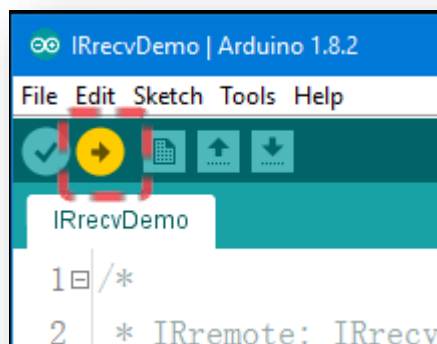 IRrecvDemo | Arduino 1.8.2
File Edit Sketch Tools Help
IRrecvDemo
1 /*
2 * IRremote: IRrecv